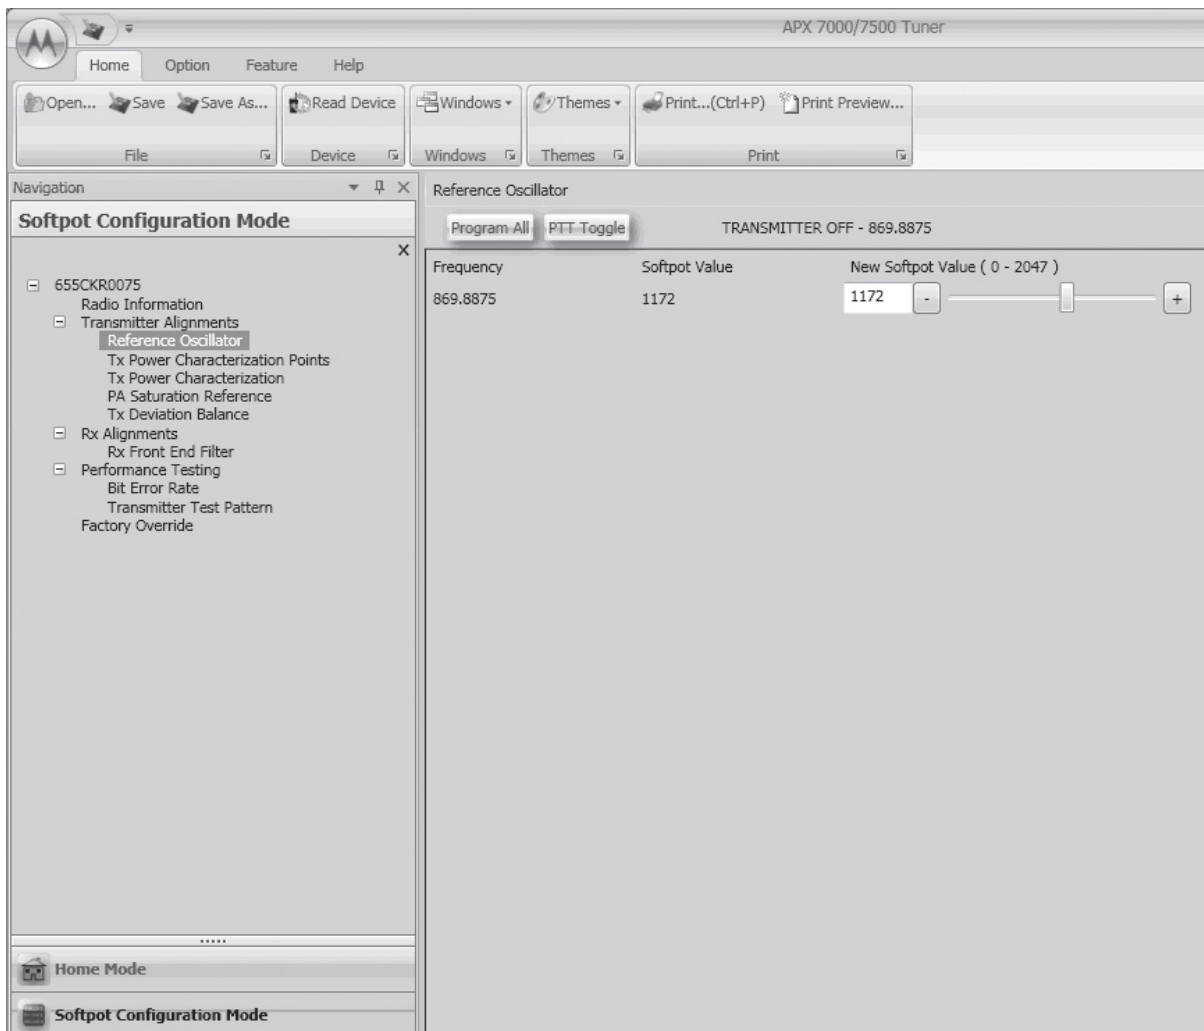 APX 7000/7500 Tuner
Home Option Feature Help
Open... Save Save As... Read Device Windows Themes Print...(Ctrl+P) Print Preview...
File Device Windows Themes Print
Navigation
Softpot Configuration Mode
655CKR0075
Radio Information
Transmitter Alignments
Reference Oscillator
Tx Power Characterization Points
Tx Power Characterization
PA Saturation Reference
Tx Deviation Balance
Rx Alignments
Rx Front End Filter
Performance Testing
Bit Error Rate
Transmitter Test Pattern
Factory Override
Home Mode
Softpot Configuration Mode
Reference Oscillator
Program All PTT Toggle TRANSMITTER OFF - 869.8875
Frequency Softpot Value New Softpot Value ( 0 - 2047 )
869.8875 1172 1172 - +